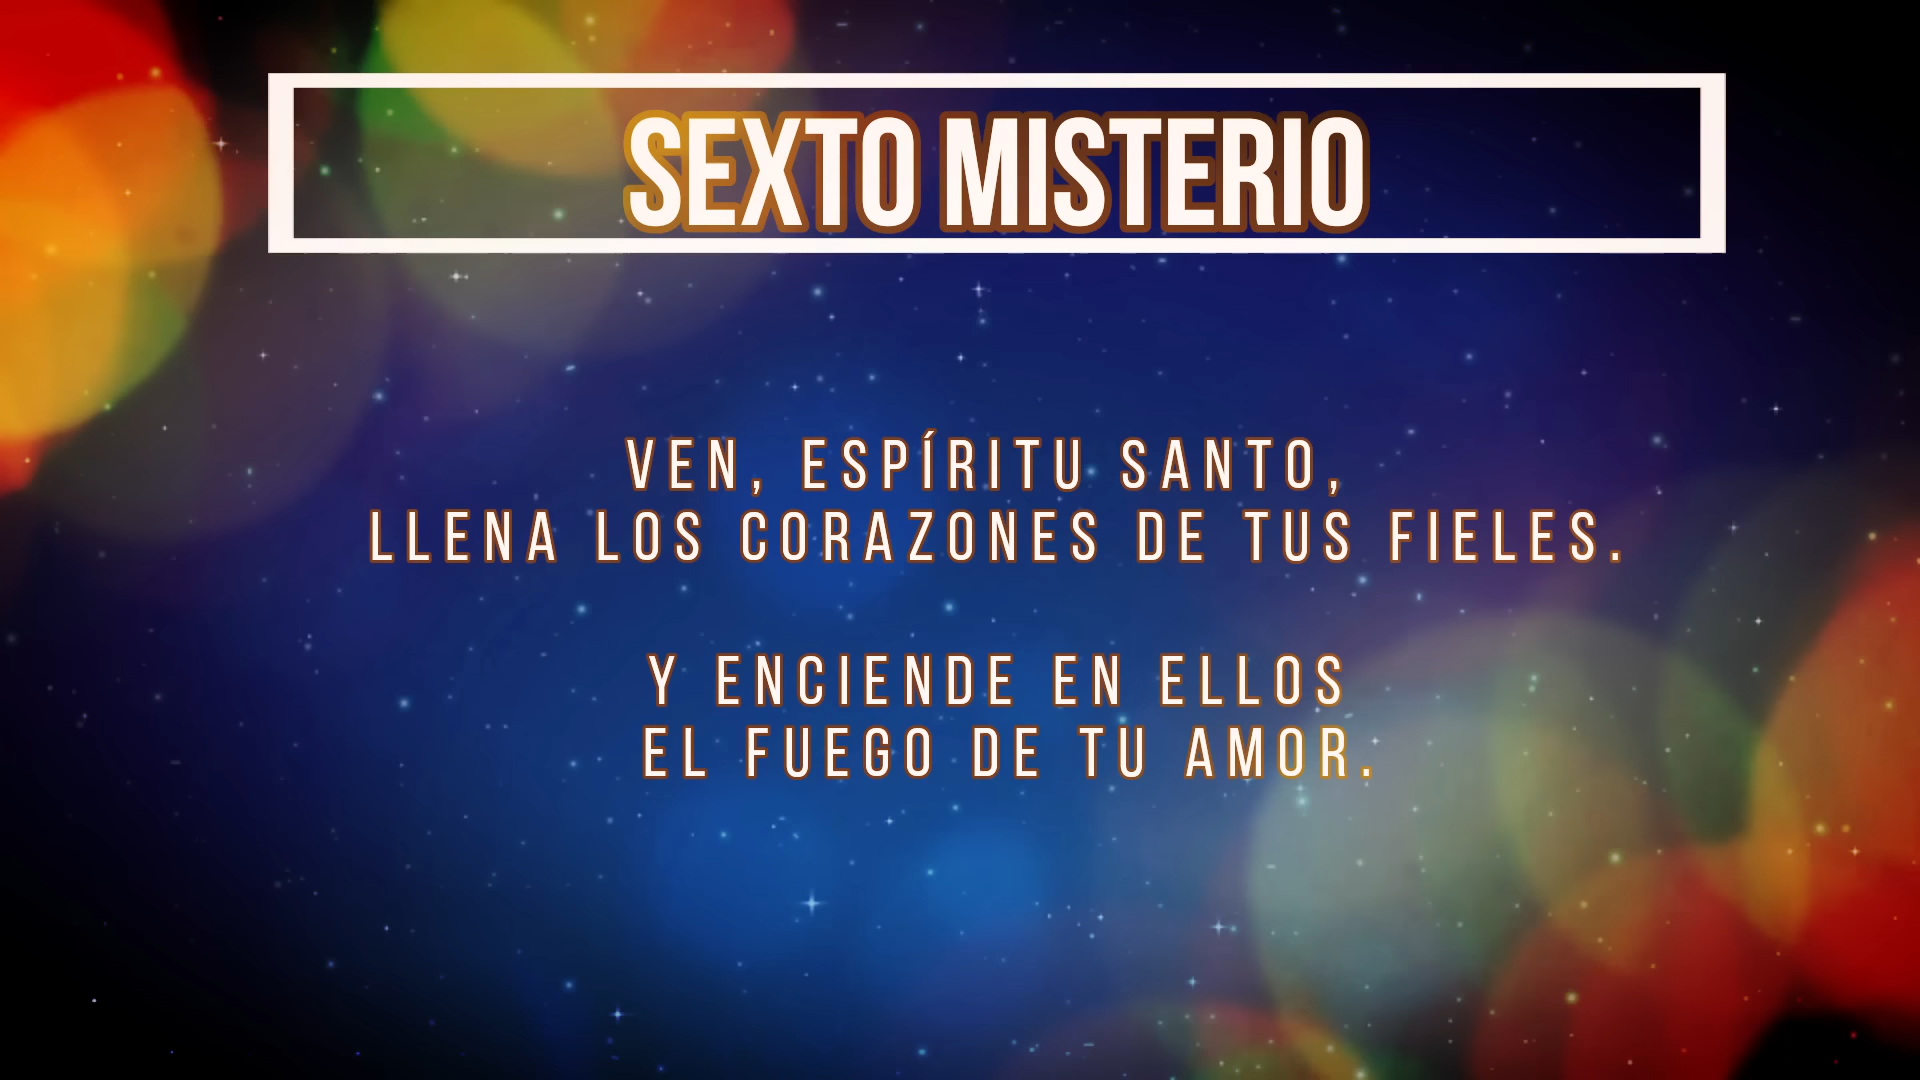 SEXTO MISTERIO
VEN, ESPÍRITU SANTO,
LLENA LOS CORAZONES DE TUS FIELES.
Y ENCIENDE EN ELLOS
EL FUEGO DE TU AMOR.